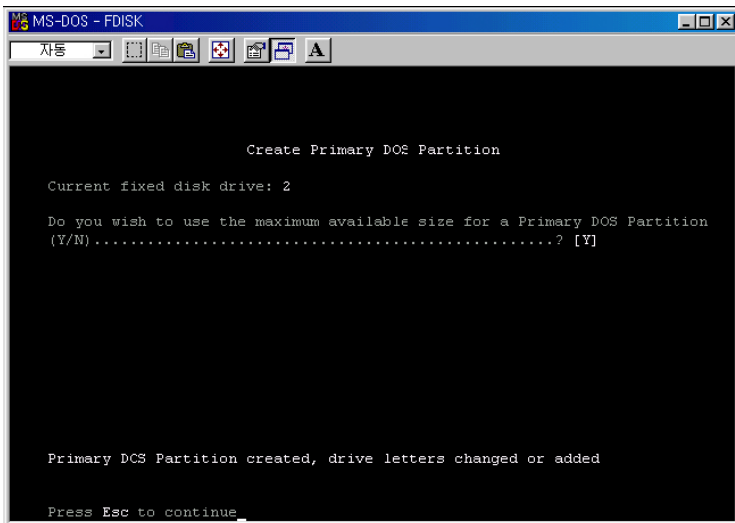 MS-DOS - FDISK
자동
A
Create Primary DOS Partition
Current fixed disk drive: 2
Do you wish to use the maximum available size for a Primary DOS Partition
(Y/N)..................................................? [Y]
Primary DOS Partition created, drive letters changed or added
Press Esc to continue_